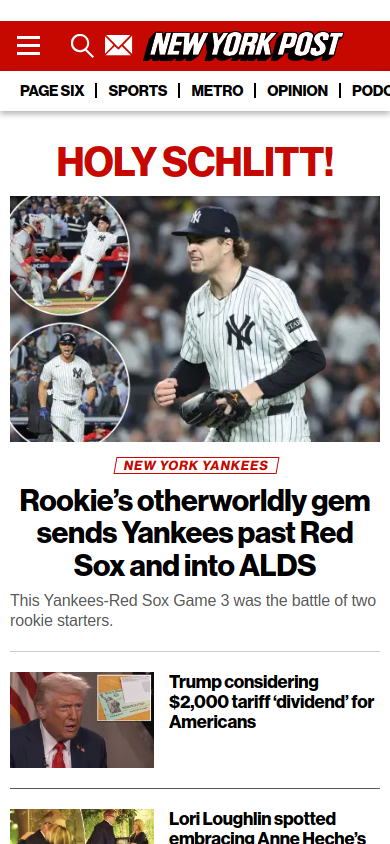 NEW YORK POST
PAGE SIX | SPORTS | METRO | OPINION | PODC
HOLY SCHLITT!
NEW YORK YANKEES
Rookie’s otherworldly gem
sends Yankees past Red
Sox and into ALDS
This Yankees-Red Sox Game 3 was the battle of two
rookie starters.
Trump considering
$2,000 tariff ‘dividend’ for
Americans
Lori Loughlin spotted
embracing Anne Heche’s